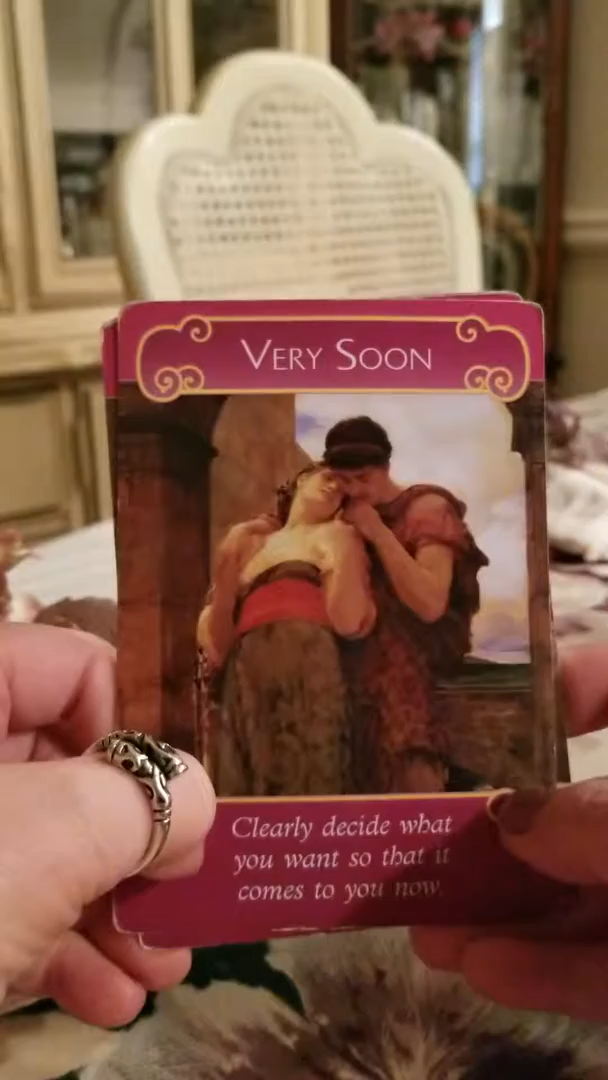 VERY SOON
Clearly decide what
you want so that it
comes to you now.